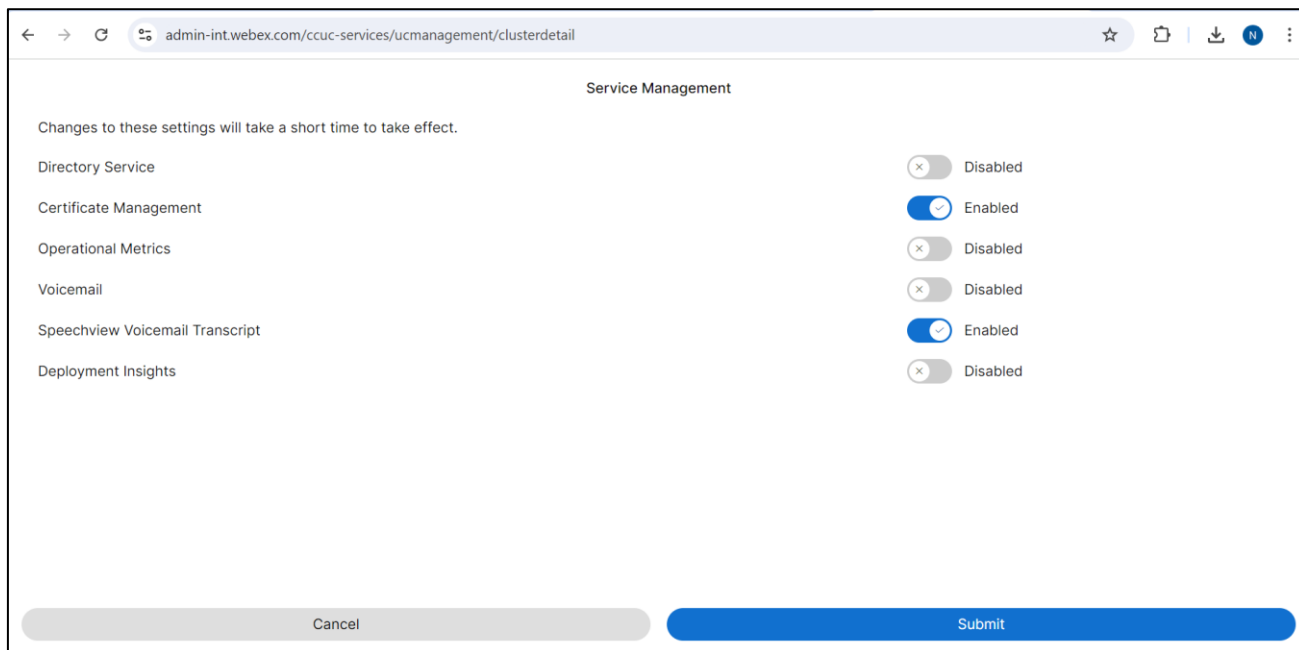 admin-int.webex.com/ccuc-services/ucmanagement/clusterdetail
N
Service Management
Changes to these settings will take a short time to take effect.
Directory Service Disabled
Certificate Management Enabled
Operational Metrics Disabled
Voicemail Disabled
Speechview Voicemail Transcript Enabled
Deployment Insights Disabled
Cancel Submit